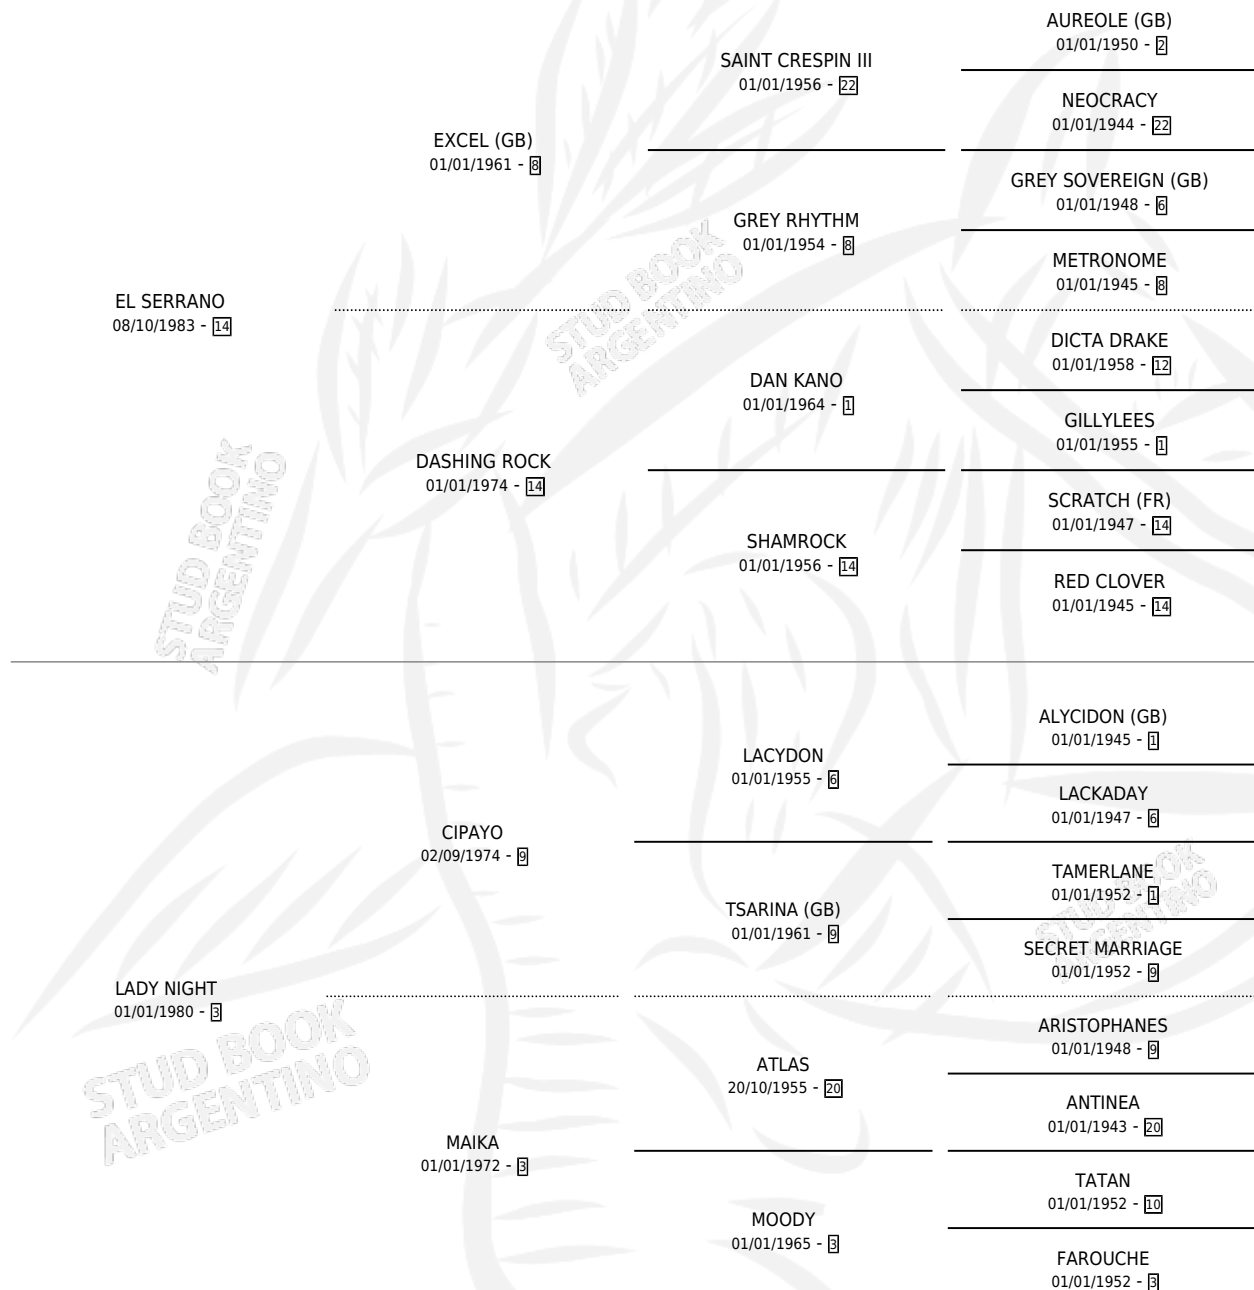 EL SERRANO
08/10/1983 - 14
EXCEL (GB)
01/01/1961 - 8
DASHING ROCK
01/01/1974 - 14
SAINT CRESPIN III
01/01/1956 - 22
GREY RHYTHM
01/01/1954 - 8
DAN KANO
01/01/1964 - 1
SHAMROCK
01/01/1956 - 14
AUREOLE (GB)
01/01/1950 - 2
NEOCRACY
01/01/1944 - 22
GREY SOVEREIGN (GB)
01/01/1948 - 6
METRONOME
01/01/1945 - 8
DICTA DRAKE
01/01/1958 - 12
GILLYLEES
01/01/1955 - 1
SCRATCH (FR)
01/01/1947 - 14
RED CLOVER
01/01/1945 - 14
LADY NIGHT
01/01/1980 - 3
CIPAYO
02/09/1974 - 9
MAIKA
01/01/1972 - 3
LACYDON
01/01/1955 - 6
TSARINA (GB)
01/01/1961 - 9
ATLAS
20/10/1955 - 20
MOODY
01/01/1965 - 3
ALYCIDON (GB)
01/01/1945 - 1
LACKADAY
01/01/1947 - 6
TAMERLANE
01/01/1952 - 1
SECRET MARRIAGE
01/01/1952 - 9
ARISTOPHANES
01/01/1948 - 9
ANTINEA
01/01/1943 - 20
TATAN
01/01/1952 - 10
FAROUCHE
01/01/1952 - 3
STUD BOOK
ARGENTINO
STUD BOOK
ARGENTINO
STUD BOOK
ARGENTINO
STUD BOOK
ARGENTINO